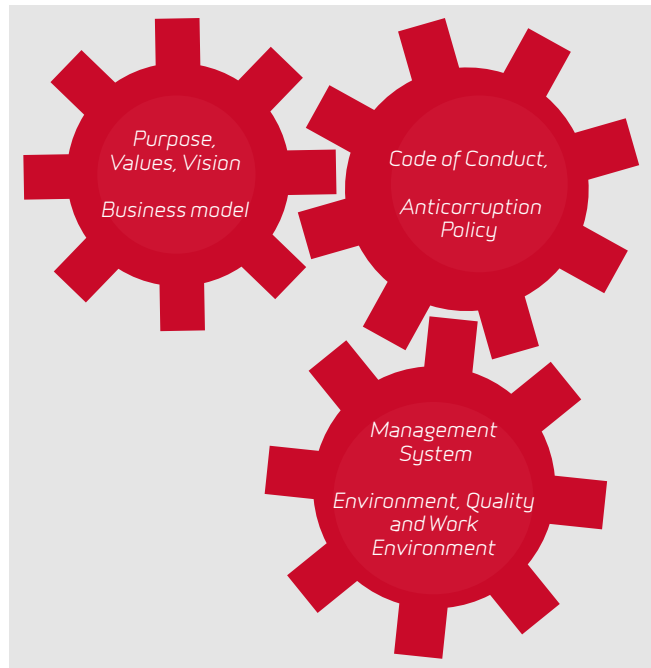 Purpose,
Values, Vision
Business model
Code of Conduct,
Anticorruption
Policy
Management
System
Environment, Quality
and Work
Environment